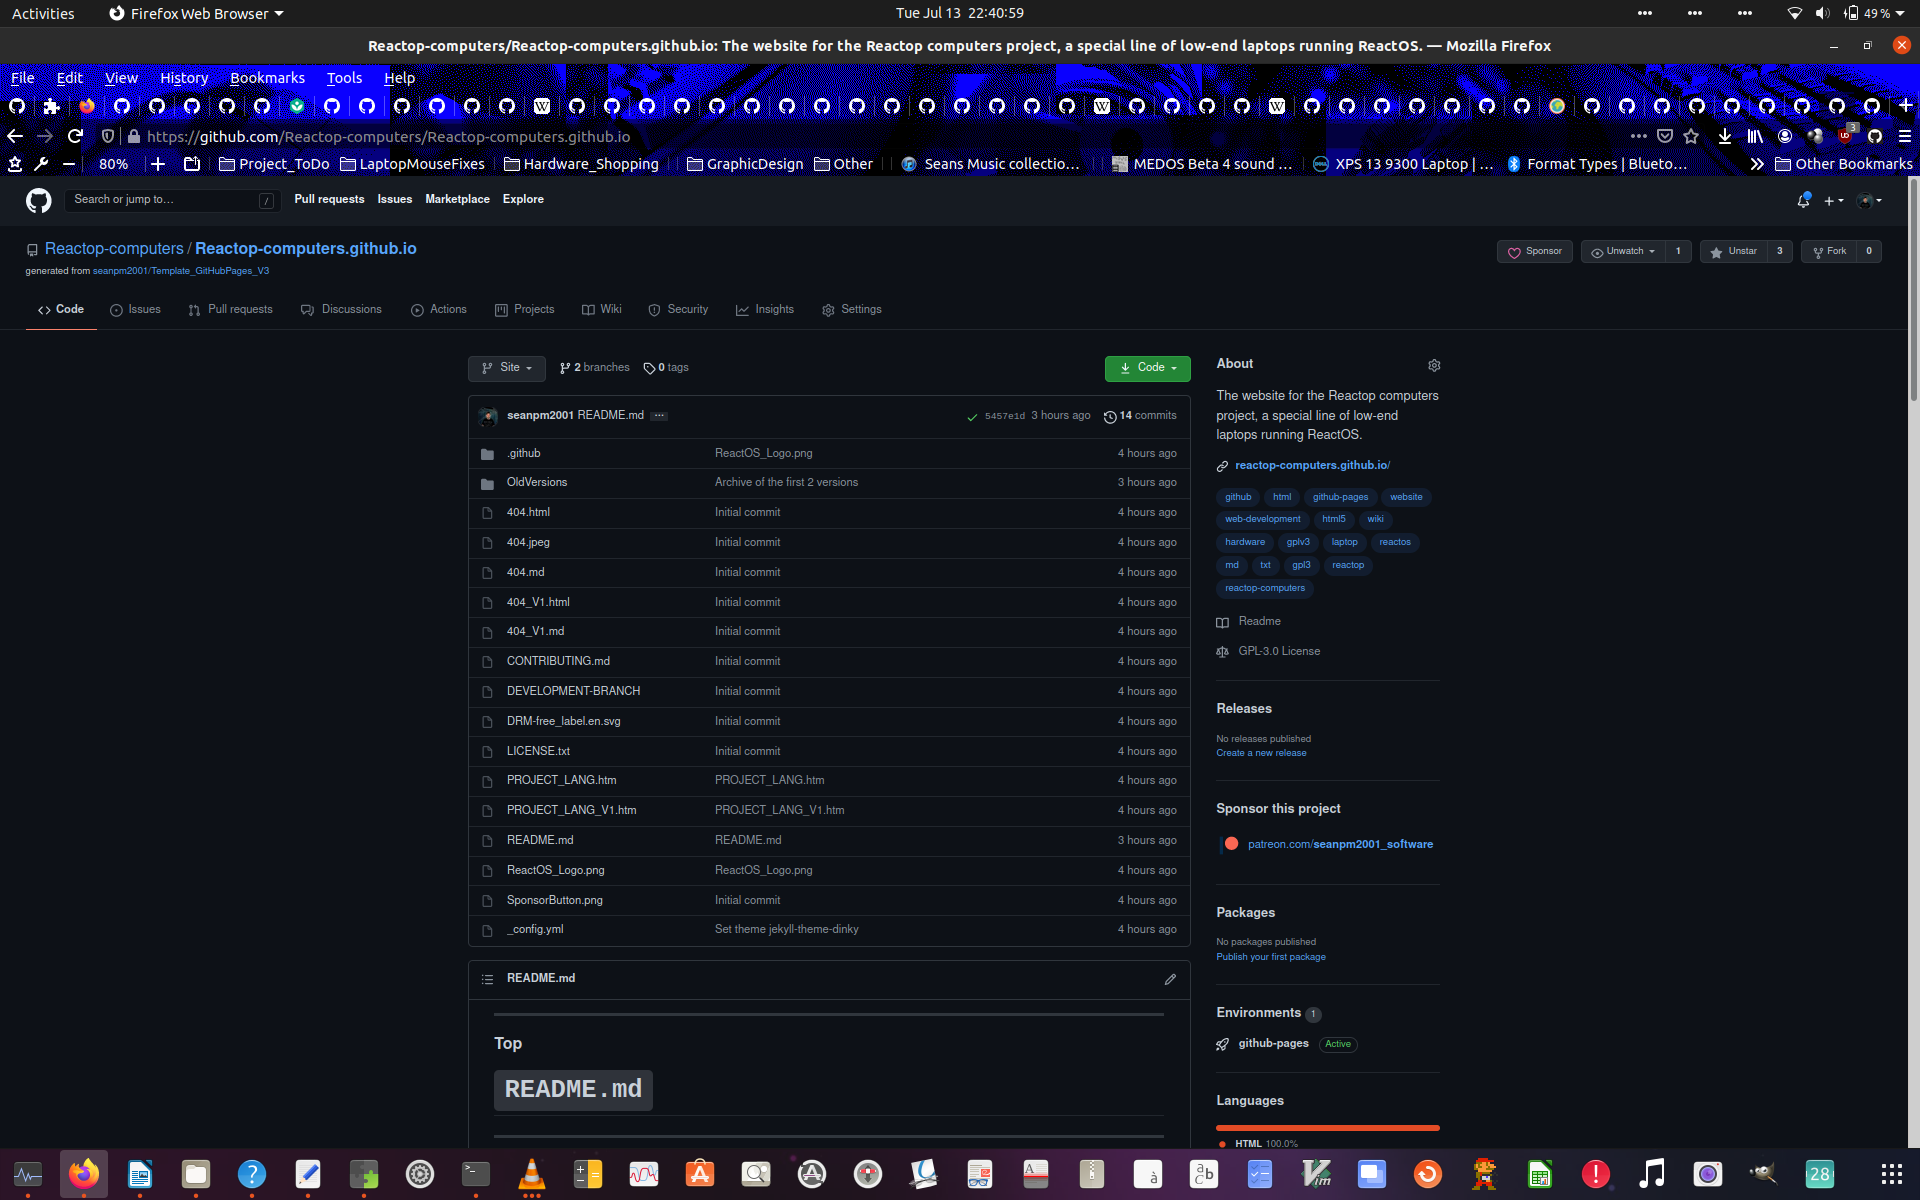 Activities Firefox Web Browser Tue Jul 13 22:40:59 49 %
Reactop-computers/Reactop-computers.github.io: The website for the Reactop computers project, a special line of low-end laptops running ReactOS. — Mozilla Firefox
File Edit View History Bookmarks Tools Help
https://github.com/Reactop-computers/Reactop-computers.github.io 3
80% Project_ToDo LaptopMouseFixes Hardware_Shopping GraphicDesign Other Seans Music collectio… MEDOS Beta 4 sound … XPS 13 9300 Laptop | … Format Types | Blueto… Other Bookmarks
Search or jump to… / Pull requests Issues Marketplace Explore
Reactop-computers / Reactop-computers.github.io Sponsor Unwatch 1 Unstar 3 Fork 0
generated from seanpm2001/Template_GitHubPages_V3
Code Issues Pull requests Discussions Actions Projects Wiki Security Insights Settings
Site 2 branches 0 tags Code
seanpm2001 README.md ··· 5457e1d 3 hours ago 14 commits
.github ReactOS_Logo.png 4 hours ago
OldVersions Archive of the first 2 versions 3 hours ago
404.html Initial commit 4 hours ago
404.jpeg Initial commit 4 hours ago
404.md Initial commit 4 hours ago
404_V1.html Initial commit 4 hours ago
404_V1.md Initial commit 4 hours ago
CONTRIBUTING.md Initial commit 4 hours ago
DEVELOPMENT-BRANCH Initial commit 4 hours ago
DRM-free_label.en.svg Initial commit 4 hours ago
LICENSE.txt Initial commit 4 hours ago
PROJECT_LANG.htm PROJECT_LANG.htm 4 hours ago
PROJECT_LANG_V1.htm PROJECT_LANG_V1.htm 4 hours ago
README.md README.md 3 hours ago
ReactOS_Logo.png ReactOS_Logo.png 4 hours ago
SponsorButton.png Initial commit 4 hours ago
_config.yml Set theme jekyll-theme-dinky 4 hours ago
README.md
Top
README.md
About
The website for the Reactop computers
project, a special line of low-end
laptops running ReactOS.
reactop-computers.github.io/
github html github-pages website
web-development html5 wiki
hardware gplv3 laptop reactos
md txt gpl3 reactop
reactop-computers
Readme
GPL-3.0 License
Releases
No releases published
Create a new release
Sponsor this project
patreon.com/seanpm2001_software
Packages
No packages published
Publish your first package
Environments 1
github-pages Active
Languages
HTML 100.0%
28